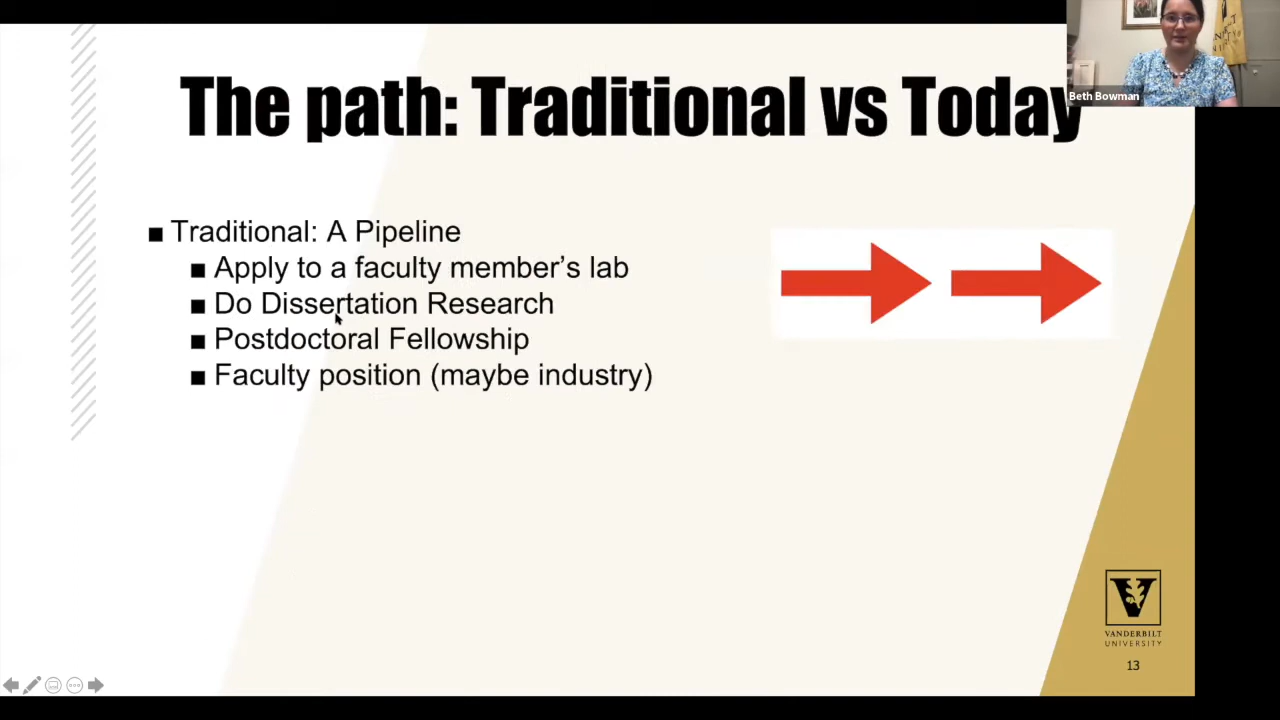 The path: Traditional vs Today
Beth Bowman
■ Traditional: A Pipeline
■ Apply to a faculty member's lab
■ Do Dissertation Research
■ Postdoctoral Fellowship
■ Faculty position (maybe industry)
V
VANDERBILT
UNIVERSITY
13